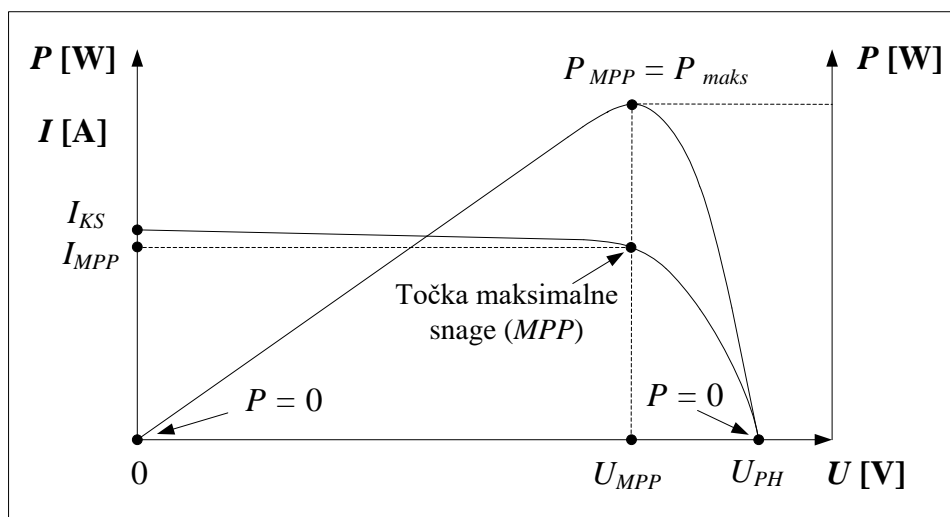 P [W]
P_MPP = P_maks
P [W]
I [A]
I_KS
I_MPP
Točka maksimalne
snage (MPP)
P = 0
P = 0
0
U_MPP
U_PH
U [V]